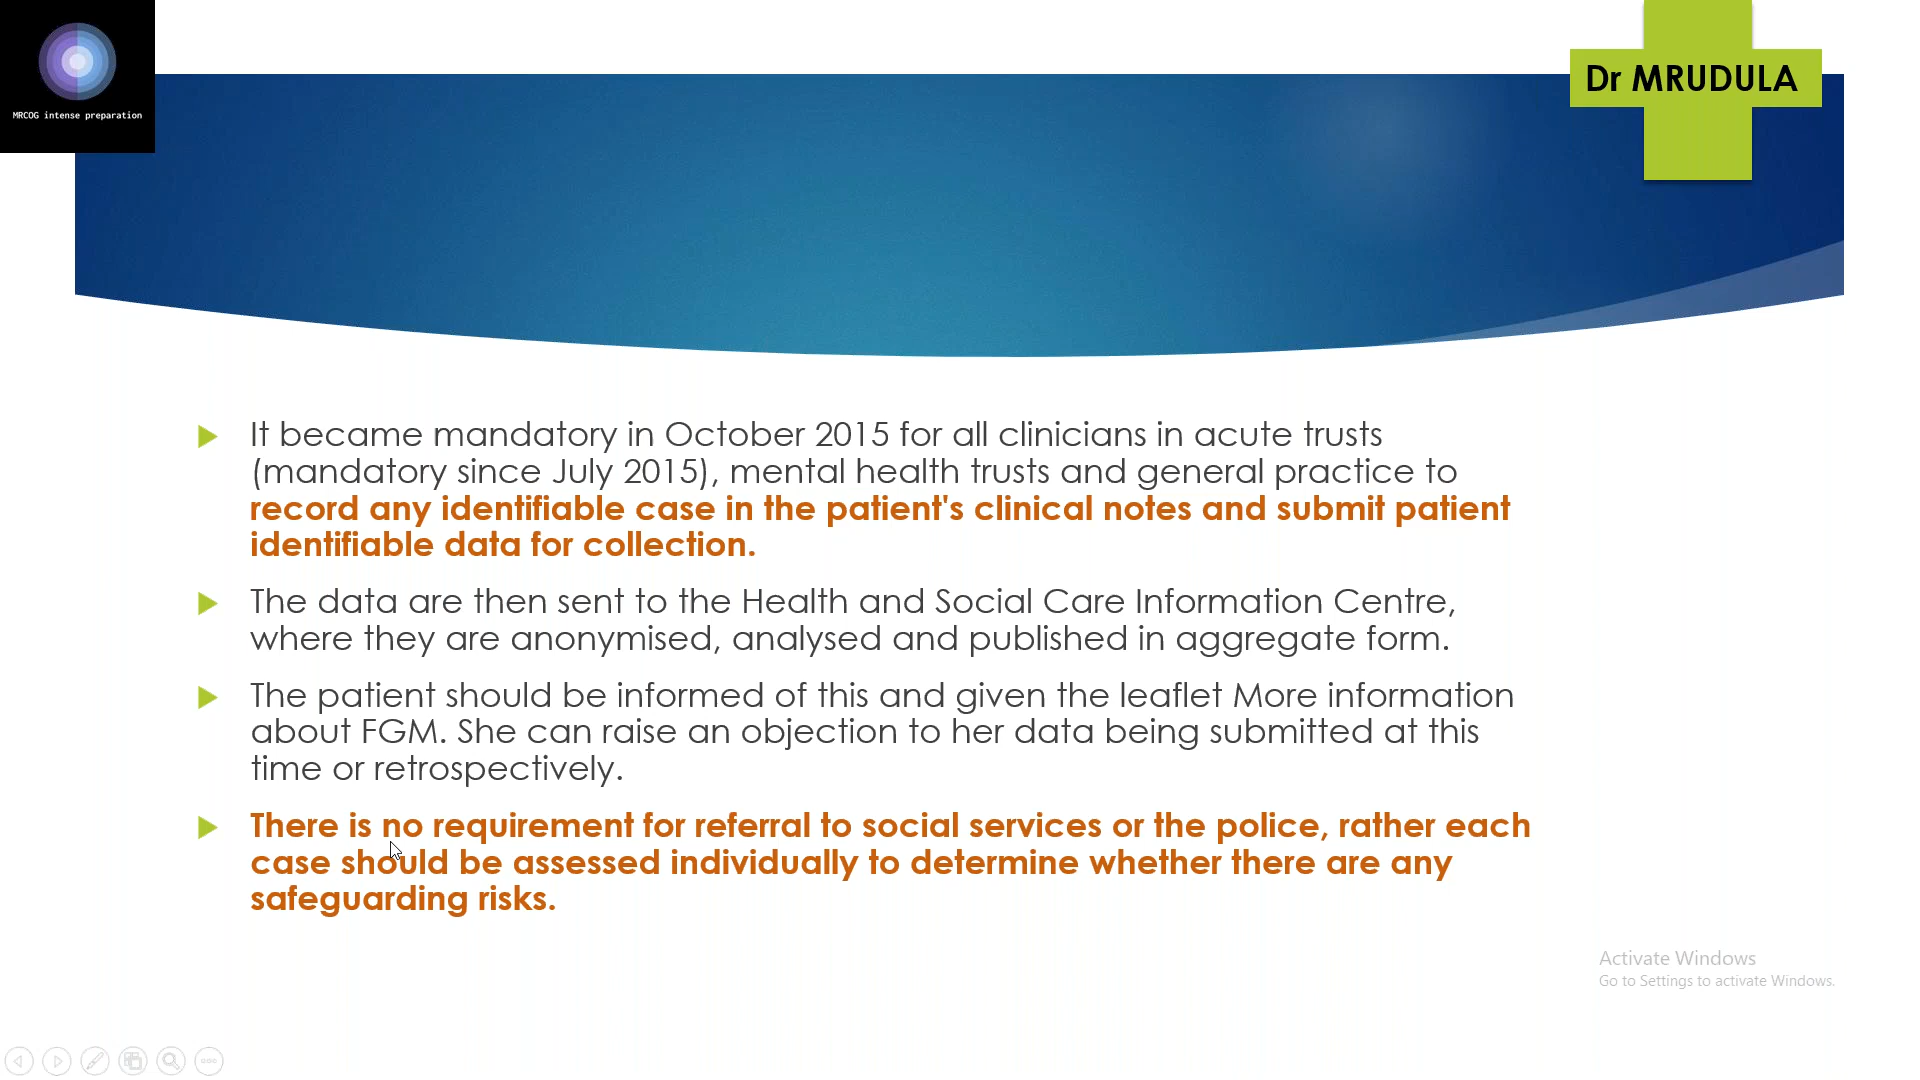 MRCOG intense preparation
Dr MRUDULA
It became mandatory in October 2015 for all clinicians in acute trusts
(mandatory since July 2015), mental health trusts and general practice to
record any identifiable case in the patient's clinical notes and submit patient
identifiable data for collection.
The data are then sent to the Health and Social Care Information Centre,
where they are anonymised, analysed and published in aggregate form.
The patient should be informed of this and given the leaflet More information
about FGM. She can raise an objection to her data being submitted at this
time or retrospectively.
There is no requirement for referral to social services or the police, rather each
case should be assessed individually to determine whether there are any
safeguarding risks.
Activate Windows
Go to Settings to activate Windows.